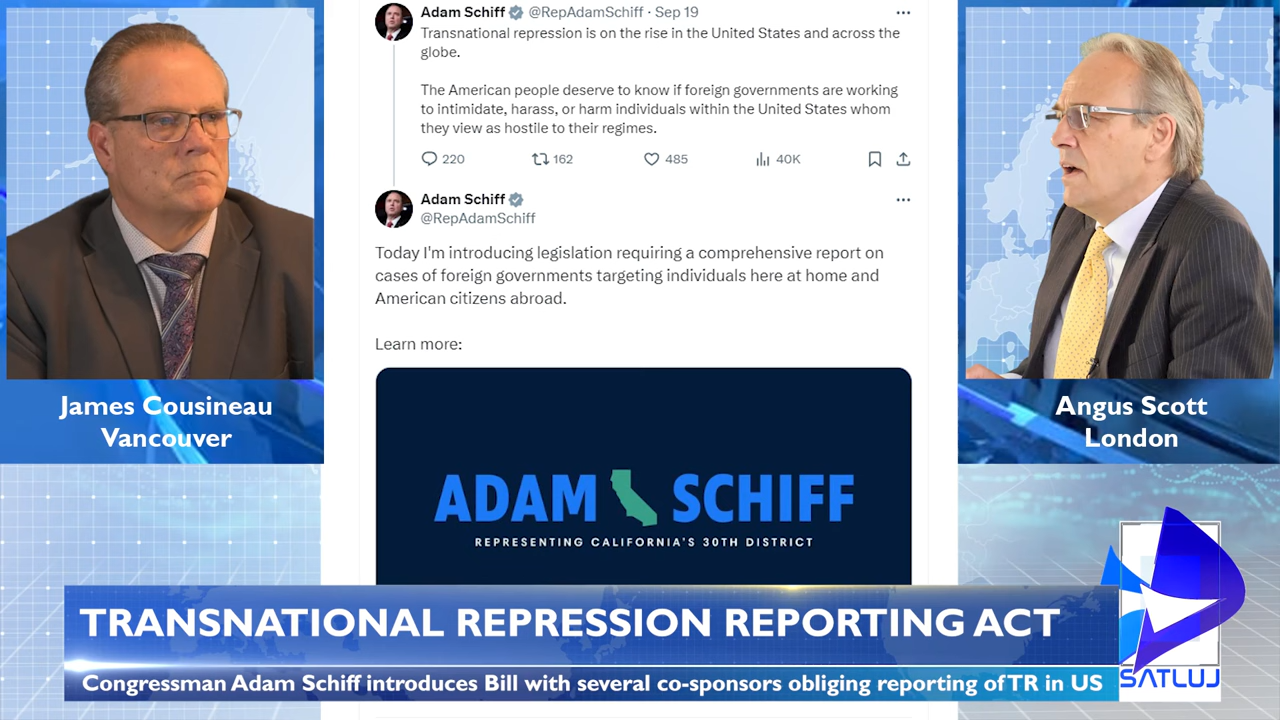 Adam Schiff @RepAdamSchiff · Sep 19
Transnational repression is on the rise in the United States and across the
globe.
The American people deserve to know if foreign governments are working
to intimidate, harass, or harm individuals within the United States whom
they view as hostile to their regimes.
220 162 485 40K
Adam Schiff
@RepAdamSchiff
Today I'm introducing legislation requiring a comprehensive report on
cases of foreign governments targeting individuals here at home and
American citizens abroad.
Learn more:
ADAM SCHIFF
REPRESENTING CALIFORNIA'S 30TH DISTRICT
James Cousineau
Vancouver
Angus Scott
London
TRANSNATIONAL REPRESSION REPORTING ACT
Congressman Adam Schiff introduces Bill with several co-sponsors obliging reporting of TR in US
SATLUJ